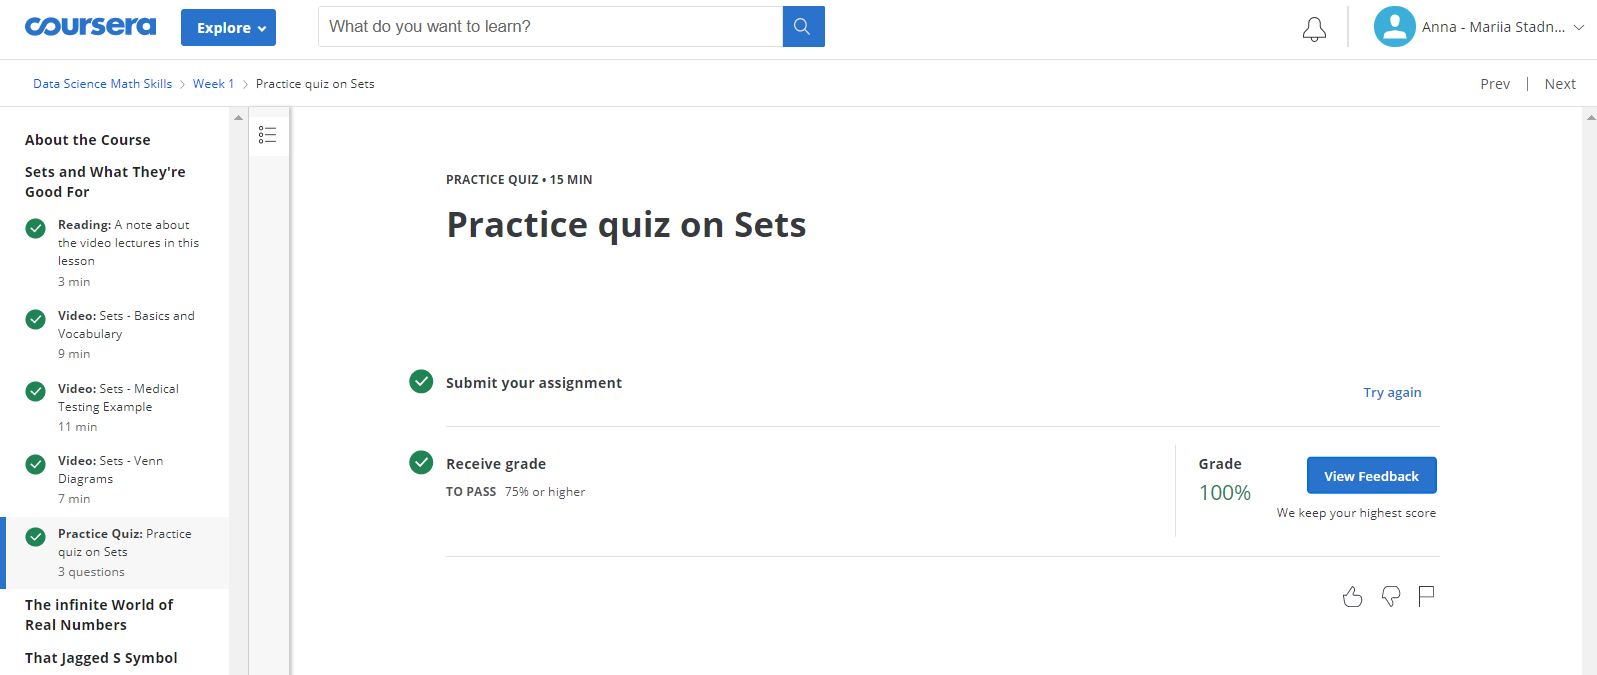 coursera
Explore
What do you want to learn?
Anna - Mariia Stadn...
Data Science Math Skills
Week 1
Practice quiz on Sets
Prev | Next
About the Course
Sets and What They're
Good For
Reading: A note about
the video lectures in this
lesson
3 min
Video: Sets - Basics and
Vocabulary
9 min
Video: Sets - Medical
Testing Example
11 min
Video: Sets - Venn
Diagrams
7 min
Practice Quiz: Practice
quiz on Sets
3 questions
The infinite World of
Real Numbers
That Jagged S Symbol
PRACTICE QUIZ • 15 MIN
Practice quiz on Sets
Submit your assignment
Try again
Receive grade
TO PASS 75% or higher
Grade
100%
View Feedback
We keep your highest score